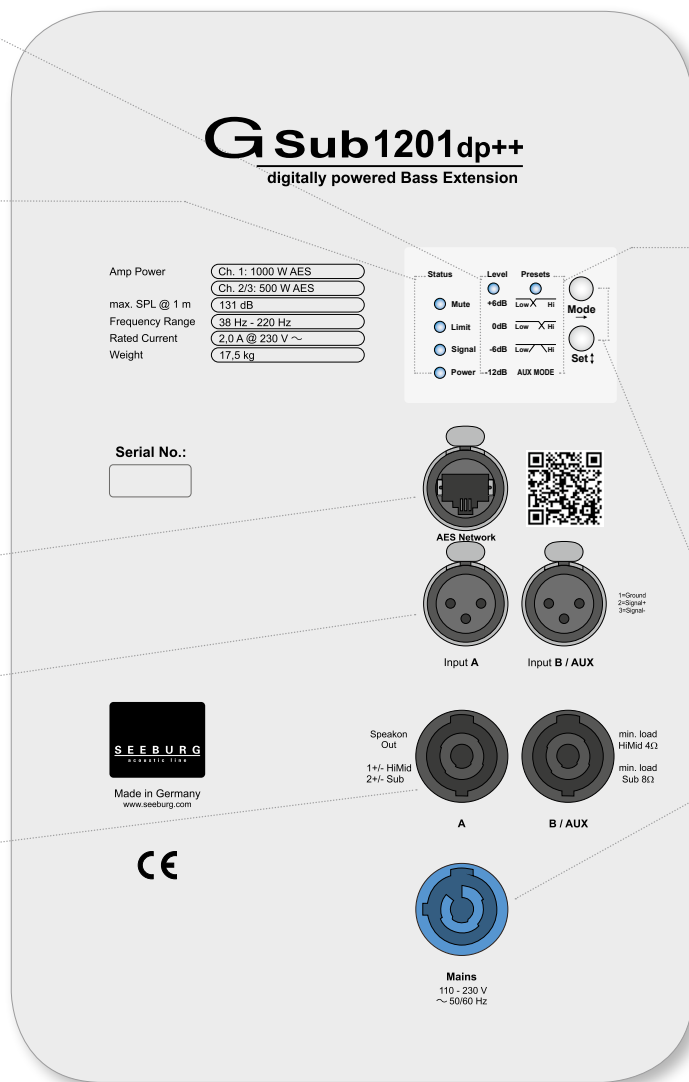 G Sub1201dp++
digitally powered Bass Extension
Amp Power Ch. 1: 1000 W AES
Ch. 2/3: 500 W AES
max. SPL @ 1 m 131 dB
Frequency Range 38 Hz - 220 Hz
Rated Current 2,0 A @ 230 V ～
Weight 17,5 kg
Status Level Presets
Mute +6dB Low Hi
Limit 0dB Low Hi
Signal -6dB Low Hi
Power -12dB AUX MODE
Mode
→
Set ↕
Serial No.:
AES Network
1=Ground
2=Signal+
3=Signal-
Input A Input B / AUX
Speakon
Out
1+/- HiMid
2+/- Sub
min. load
HiMid 4Ω
min. load
Sub 8Ω
A B / AUX
SEEBURG
acoustic line
Made in Germany
www.seeburg.com
CE
Mains
110 - 230 V
～ 50/60 Hz